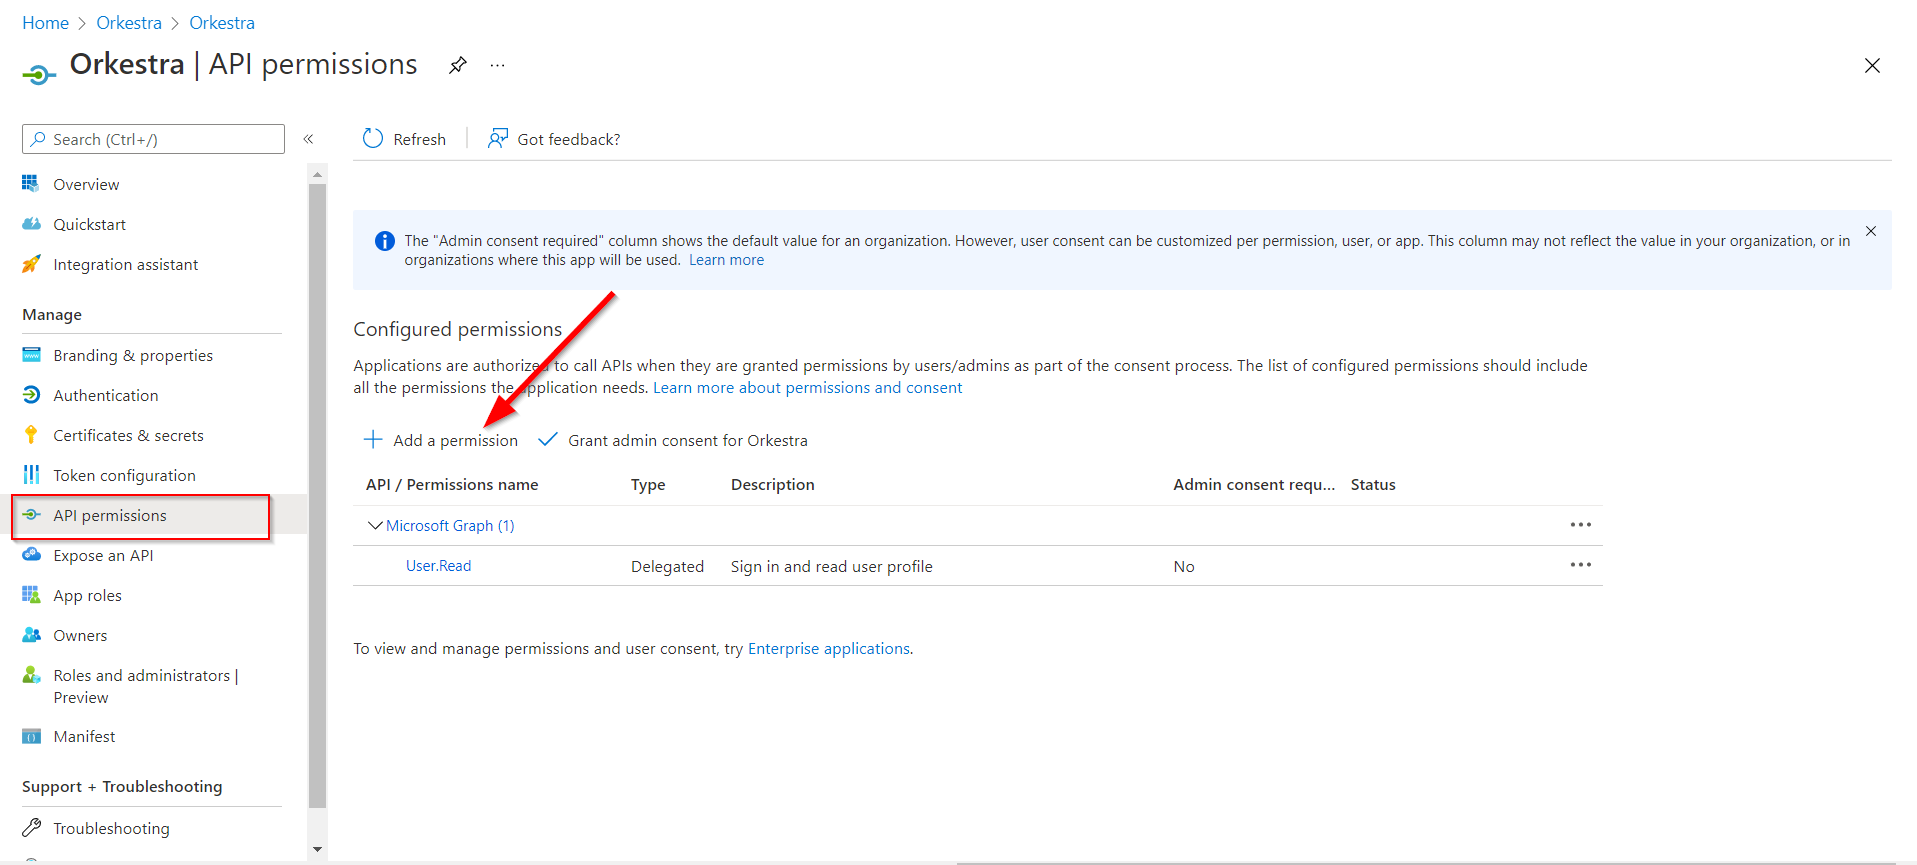 Home > Orkestra > Orkestra
Orkestra | API permissions
Search (Ctrl+/)
Overview
Quickstart
Integration assistant
Manage
Branding & properties
Authentication
Certificates & secrets
Token configuration
API permissions
Expose an API
App roles
Owners
Roles and administrators |
Preview
Manifest
Support + Troubleshooting
Troubleshooting
Refresh
Got feedback?
The "Admin consent required" column shows the default value for an organization. However, user consent can be customized per permission, user, or app. This column may not reflect the value in your organization, or in
organizations where this app will be used. Learn more
Configured permissions
Applications are authorized to call APIs when they are granted permissions by users/admins as part of the consent process. The list of configured permissions should include
all the permissions the application needs. Learn more about permissions and consent
Add a permission
Grant admin consent for Orkestra
API / Permissions name Type Description Admin consent requ... Status
Microsoft Graph (1)
User.Read Delegated Sign in and read user profile No
To view and manage permissions and user consent, try Enterprise applications.